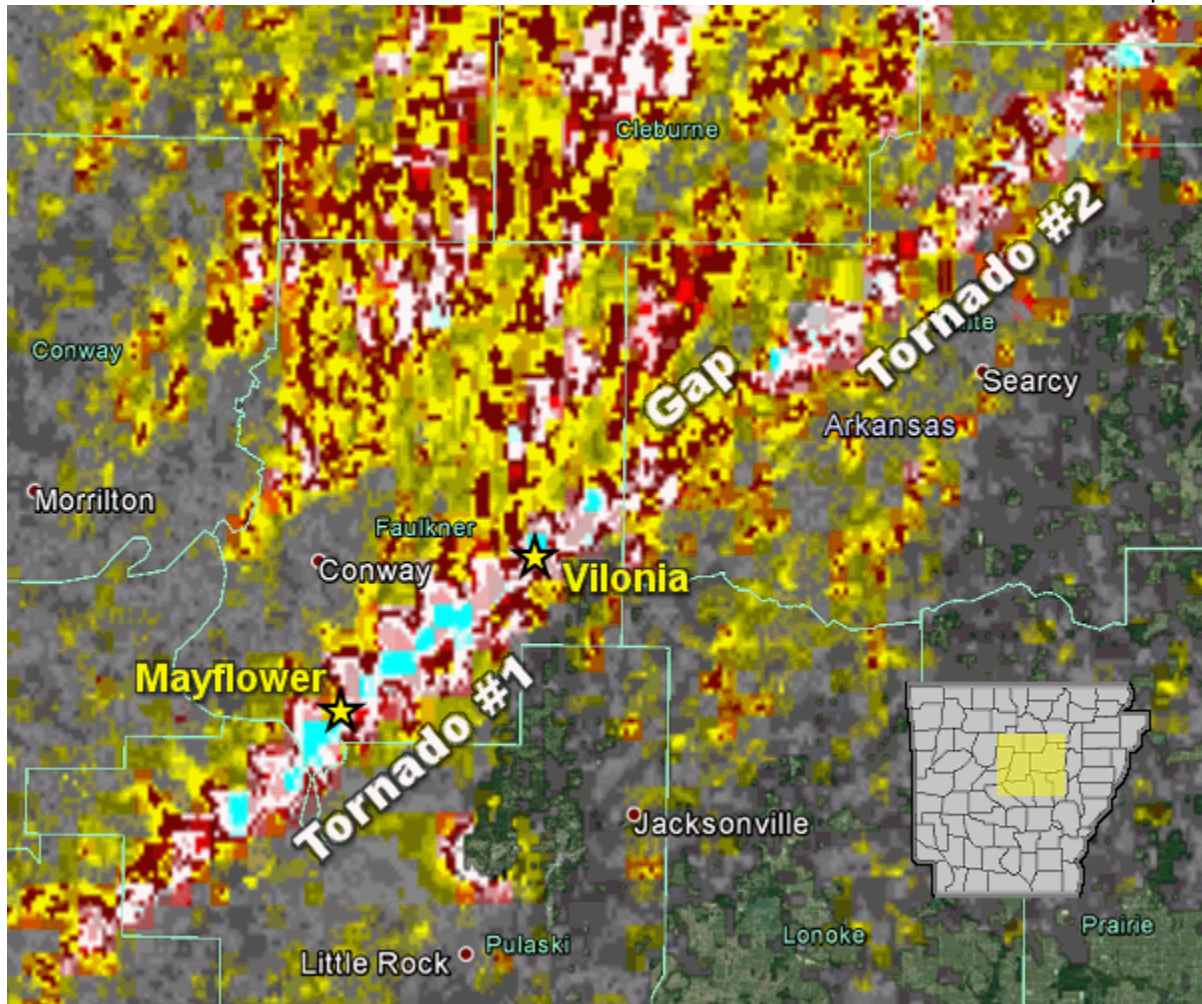 Cleburne
Tornado #2
Conway
Gap
Searcy
Arkansas
Morrilton
Faulkner
Conway
Vilonia
Mayflower
Tornado #1
Jacksonville
Little Rock
Pulaski
Lonoke
Prairie